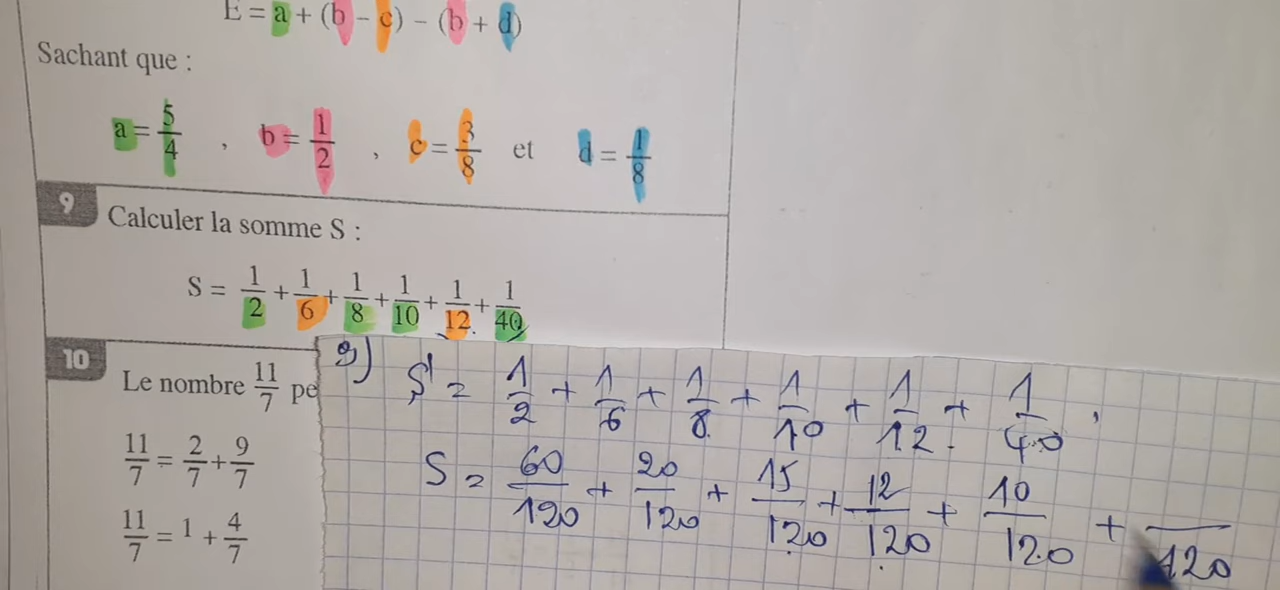 E = a + (b - c) - (b + d)
Sachant que :
a = 5/4 , b = 1/2 , c = 3/8 et d = 1/8
9 Calculer la somme S :
S = 1/2 + 1/6 + 1/8 + 1/10 + 1/12 + 1/40
10 Le nombre 11/7 pe
11/7 = 2/7 + 9/7
11/7 = 1 + 4/7
9) S = 1/2 + 1/6 + 1/8 + 1/10 + 1/12 + 1/40
S = 60/120 + 20/120 + 15/120 + 12/120 + 10/120 + /120